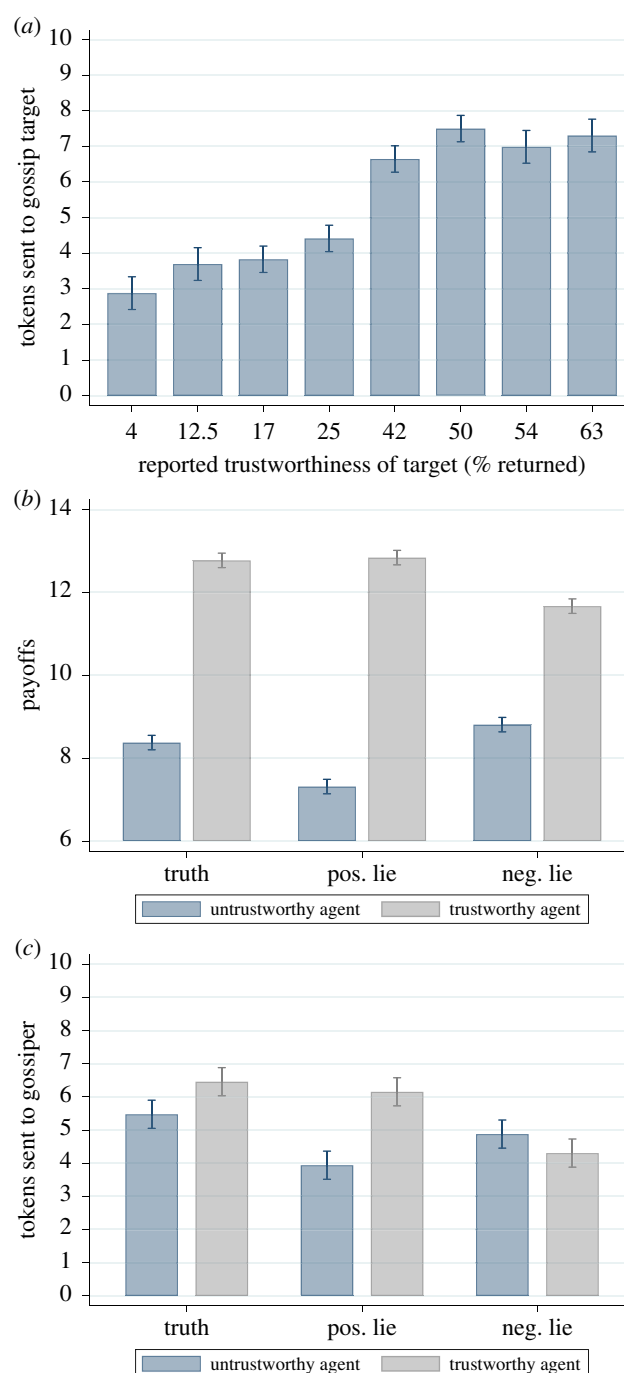 (a)
10
9
8
7
6
5
4
3
2
1
0
tokens sent to gossip target
4 12.5 17 25 42 50 54 63
reported trustworthiness of target (% returned)
(b)
14
12
10
8
6
payoffs
truth pos. lie neg. lie
untrustworthy agent trustworthy agent
(c)
10
9
8
7
6
5
4
3
2
1
0
tokens sent to gossiper
truth pos. lie neg. lie
untrustworthy agent trustworthy agent